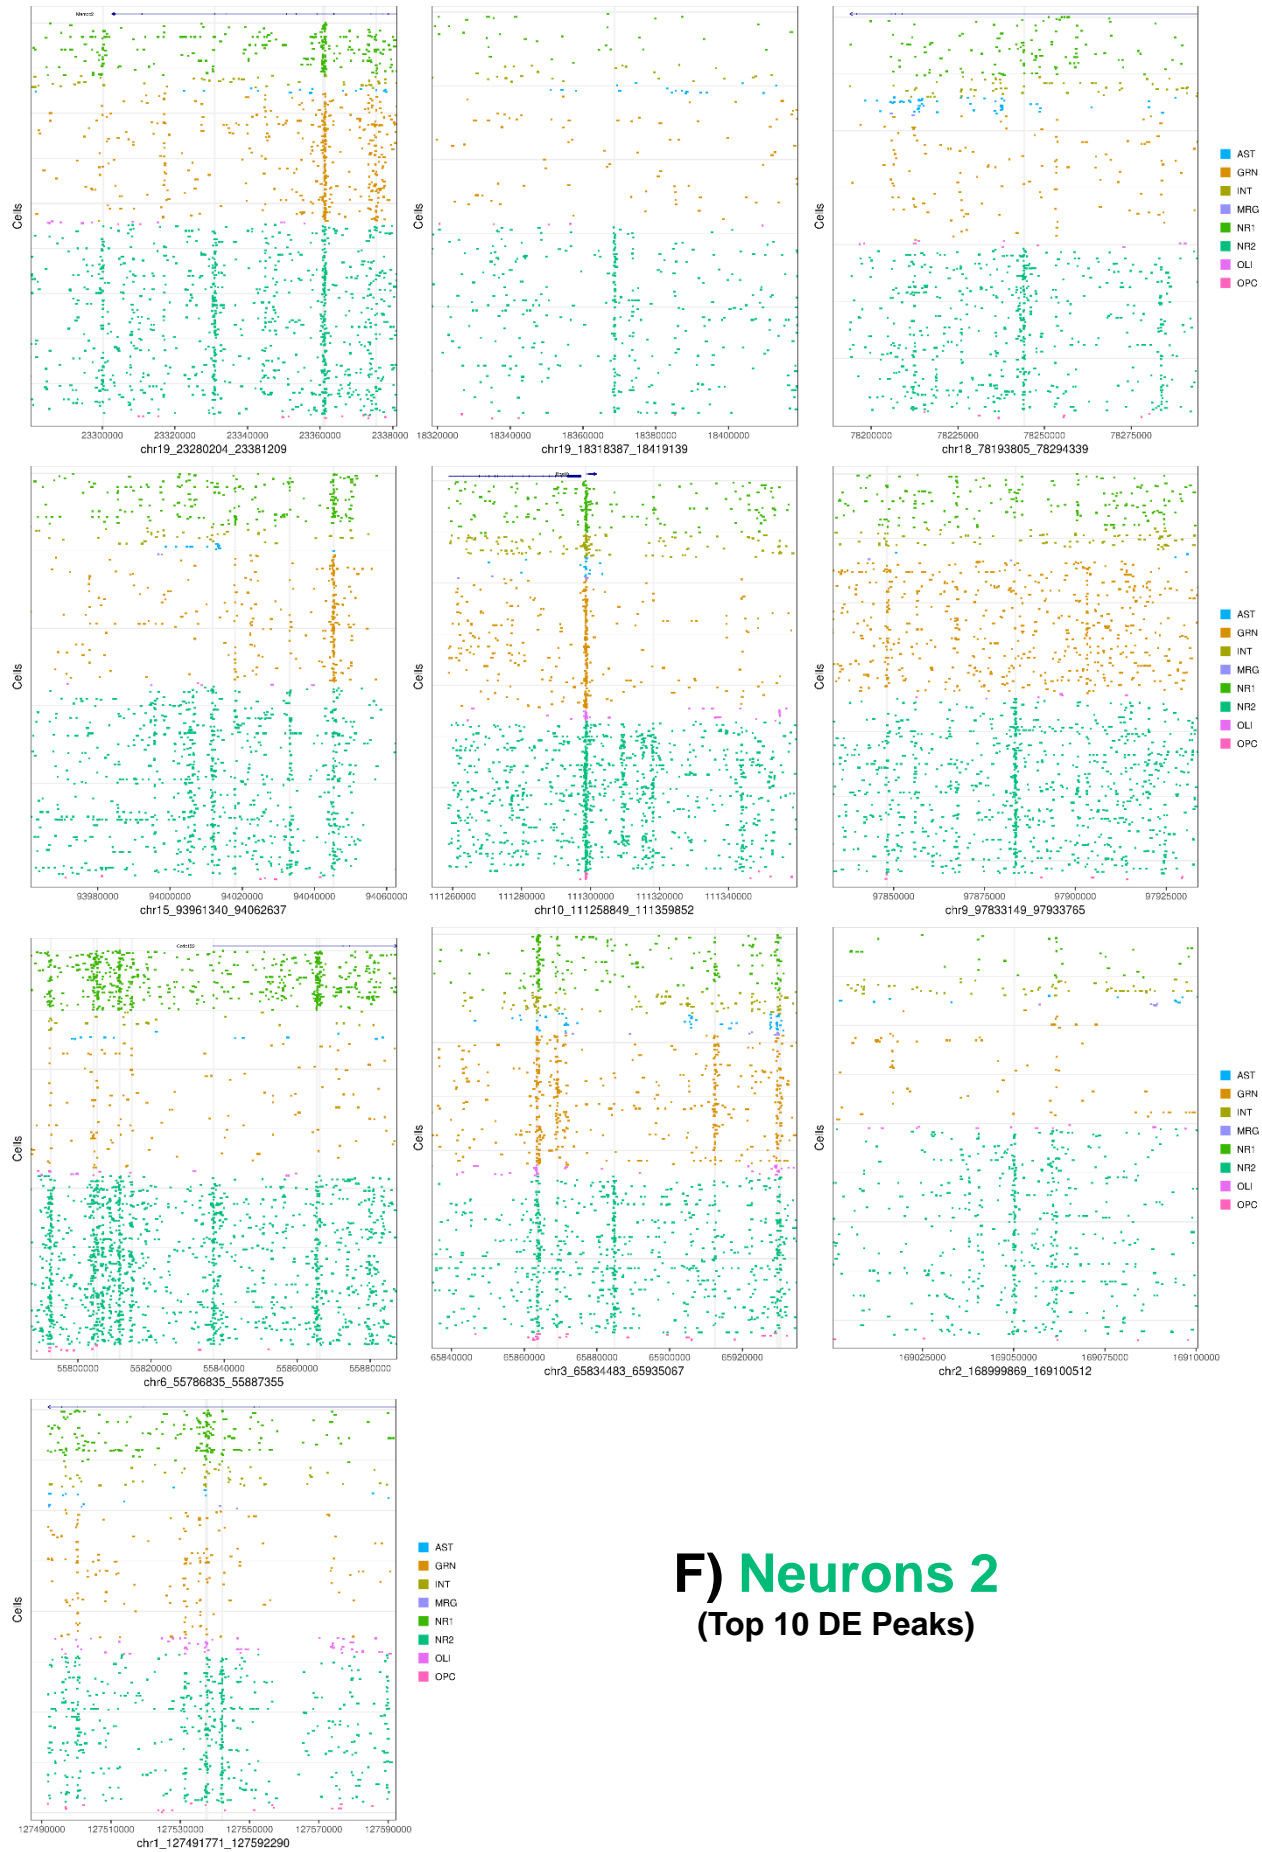 Cells
23300000 23320000 23340000 23360000 23380000
chr19_23280204_23381209
18320000 18340000 18360000 18380000 18400000
chr19_18318387_18419139
Cells
78200000 78225000 78250000 78275000
chr18_78193805_78294339
Cells
AST
GRN
INT
MRG
NR1
NR2
OLI
OPC
Cells
93980000 94000000 94020000 94040000 94060000
chr15_93961340_94062637
Cells
111260000 111280000 111300000 111320000 111340000
chr10_111258849_111359852
Cells
97850000 97875000 97900000 97925000
chr9_97833149_97933765
AST
GRN
INT
MRG
NR1
NR2
OLI
OPC
Cells
55800000 55820000 55840000 55860000 55880000
chr6_55786835_55887355
Cells
65840000 65860000 65880000 65900000 65920000
chr3_65834483_65935067
Cells
169025000 169050000 169075000 169100000
chr2_168999869_169100512
AST
GRN
INT
MRG
NR1
NR2
OLI
OPC
Cells
127490000 127510000 127530000 127550000 127570000 127590000
chr1_127491771_127592290
AST
GRN
INT
MRG
NR1
NR2
OLI
OPC
F) Neurons 2
(Top 10 DE Peaks)